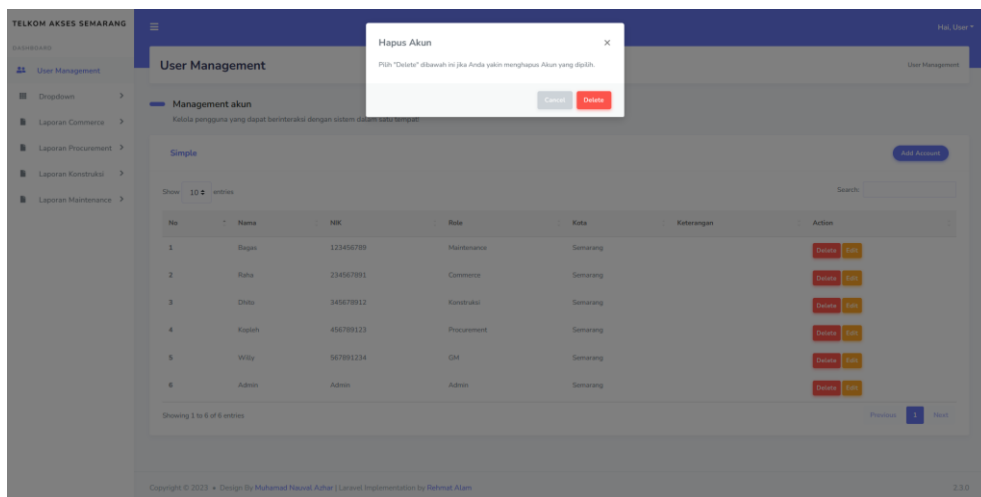 TELKOM AKSES SEMARANG
Hai, User
DASHBOARD
User Management
Dropdown
Laporan Commerce
Laporan Procurement
Laporan Konstruksi
Laporan Maintenance
Hapus Akun ×
Pilih "Delete" dibawah ini jika Anda yakin menghapus Akun yang dipilih.
Cancel Delete
User Management User Management
Management akun
Kelola pengguna yang dapat berinteraksi dengan sistem dalam satu tempat
Simple Add Account
Show 10 entries Search:
No Nama NIK Role Kota Keterangan Action
1 Bagas 123456789 Maintenance Semarang Delete Edit
2 234567891 Commerce Semarang Delete Edit
3 Dhito 345678912 Konstruksi Semarang Delete Edit
4 456789123 Procurement Semarang Delete Edit
5 Willy 567891234 GM Semarang Delete Edit
6 Admin Admin Admin Semarang Delete Edit
Showing 1 to 6 of 6 entries Previous 1 Next
Copyright © 2023 • Design By Muhamad Nauval Azhar | Laravel Implementation by Rehmat Alam 2.3.0